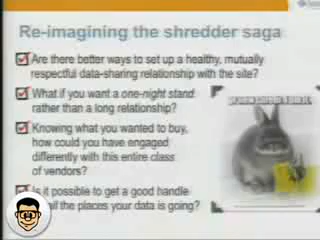 Re-imagining the shredder saga
Are there better ways to set up a healthy, mutually
respectful data-sharing relationship with the site?
What if you want a one-night stand
rather than a long relationship?
Knowing what you wanted to buy,
how could you have engaged
differently with this entire class
of vendors?
Is it possible to get a good handle
all the places your data is going?